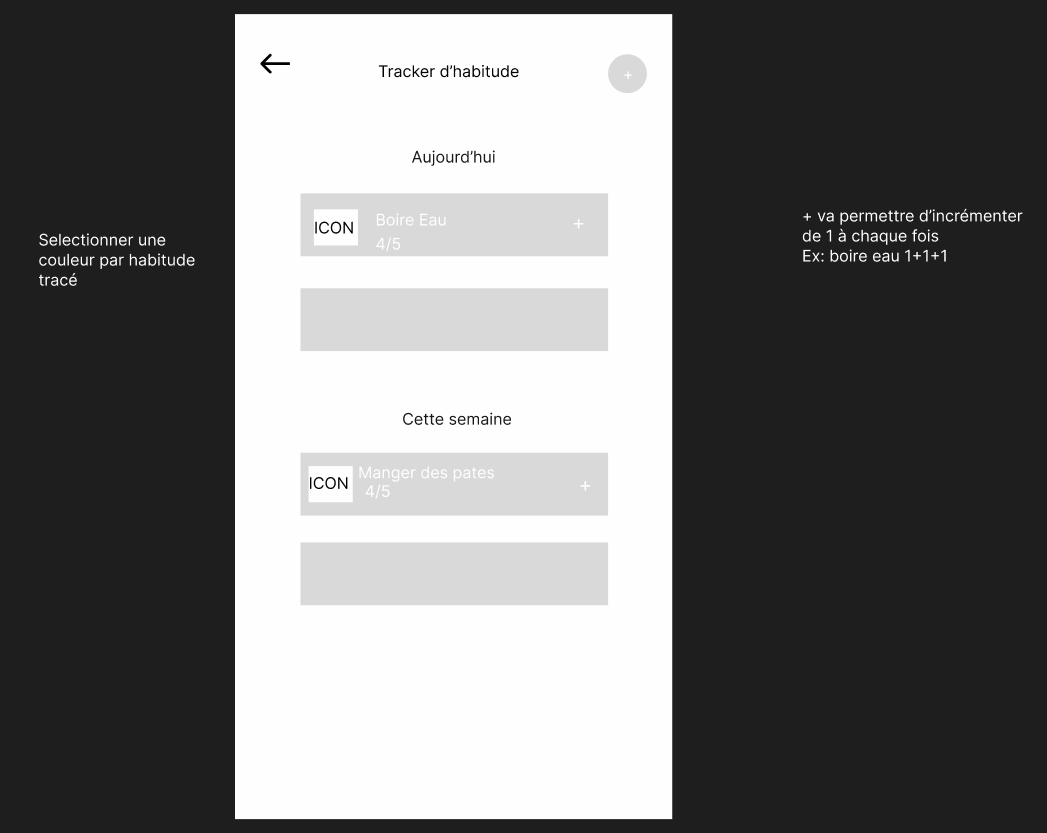 Tracker d’habitude
+
Aujourd’hui
ICON
Boire Eau
+
4/5
Selectionner une
couleur par habitude
tracé
+ va permettre d’incrémenter
de 1 à chaque fois
Ex: boire eau 1+1+1
Cette semaine
ICON
Manger des pates
4/5
+